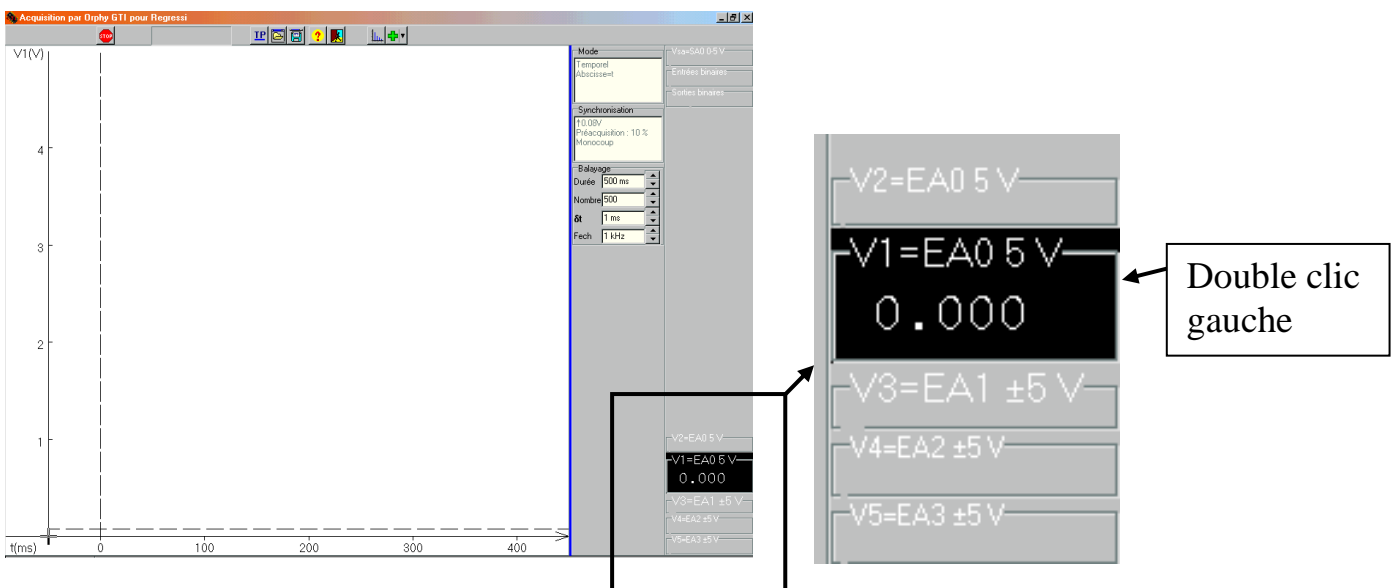 Acquisition par Orphy GTI pour Regressi
STOP
TP
V1(V)
4
3
2
1
t(ms)
0
100
200
300
400
Mode
Temporel
Abscisse=t
Synchronisation
↑0.08V
Préacquisition : 10 %
Monocoup
Balayage
Durée 500 ms
Nombre 500
δt 1 ms
Fech 1 kHz
Vsa=SA0 0-5 V
Entrées binaires
Sorties binaires
V2=EA0 5 V
V1=EA0 5 V
0.000
V3=EA1 ±5 V
V4=EA2 ±5 V
V5=EA3 ±5 V
V2=EA0 5 V
V1=EA0 5 V
0.000
V3=EA1 ±5 V
V4=EA2 ±5 V
V5=EA3 ±5 V
Double clic
gauche